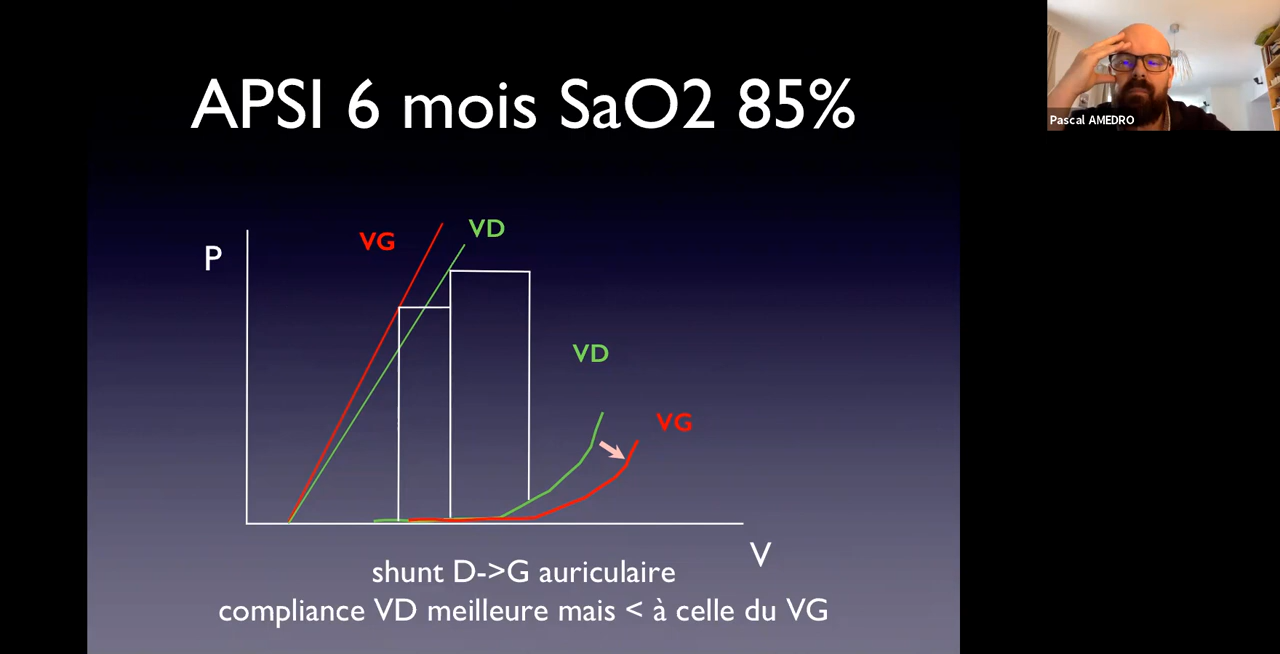 APSI 6 mois SaO2 85%
Pascal AMEDRO
VG
VD
P
VD
VG
V
shunt D->G auriculaire
compliance VD meilleure mais < à celle du VG